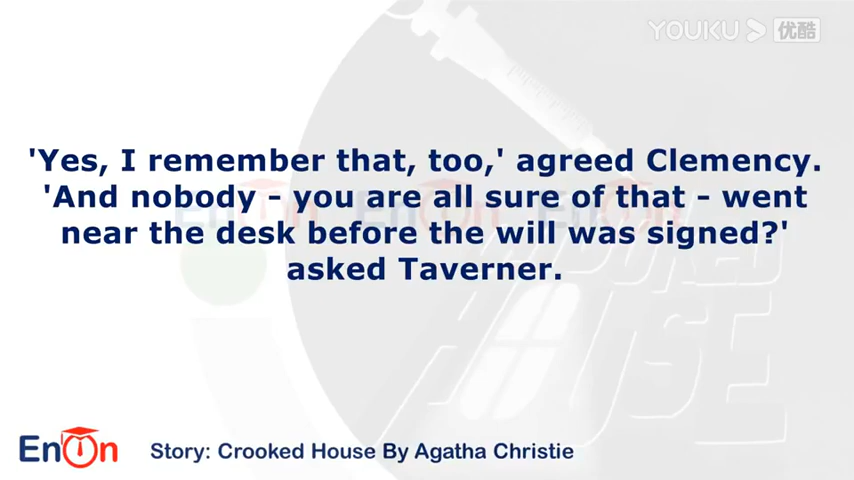 YOUKU 优酷
'Yes, I remember that, too,' agreed Clemency.
'And nobody - you are all sure of that - went
near the desk before the will was signed?'
asked Taverner.
HOUSE
EnOn
Story: Crooked House By Agatha Christie